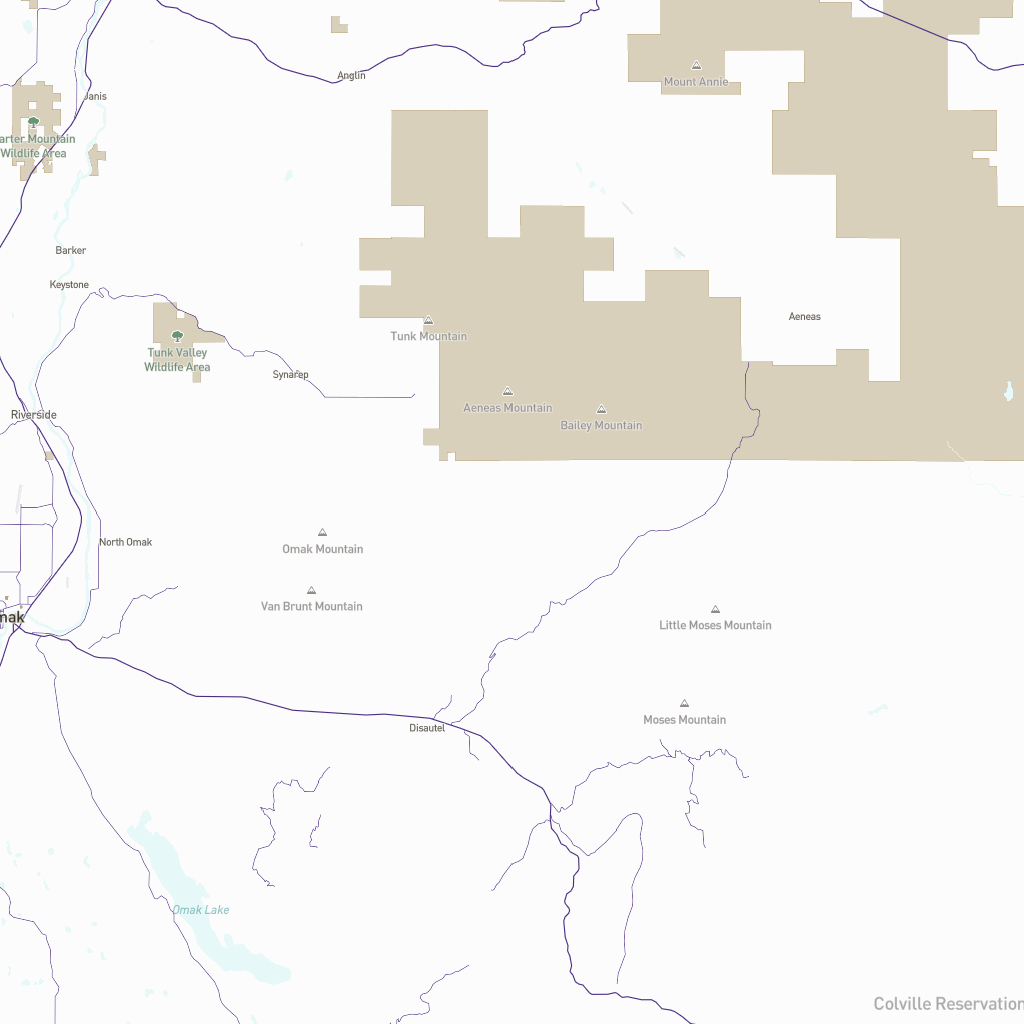 Anglin
Mount Annie
Janis
arter Mountain
Wildlife Area
Barker
Keystone
Aeneas
Tunk Mountain
Tunk Valley
Wildlife Area
Synarep
Aeneas Mountain
Bailey Mountain
Riverside
North Omak
Omak Mountain
Van Brunt Mountain
mak
Little Moses Mountain
Moses Mountain
Disautel
Omak Lake
Colville Reservation